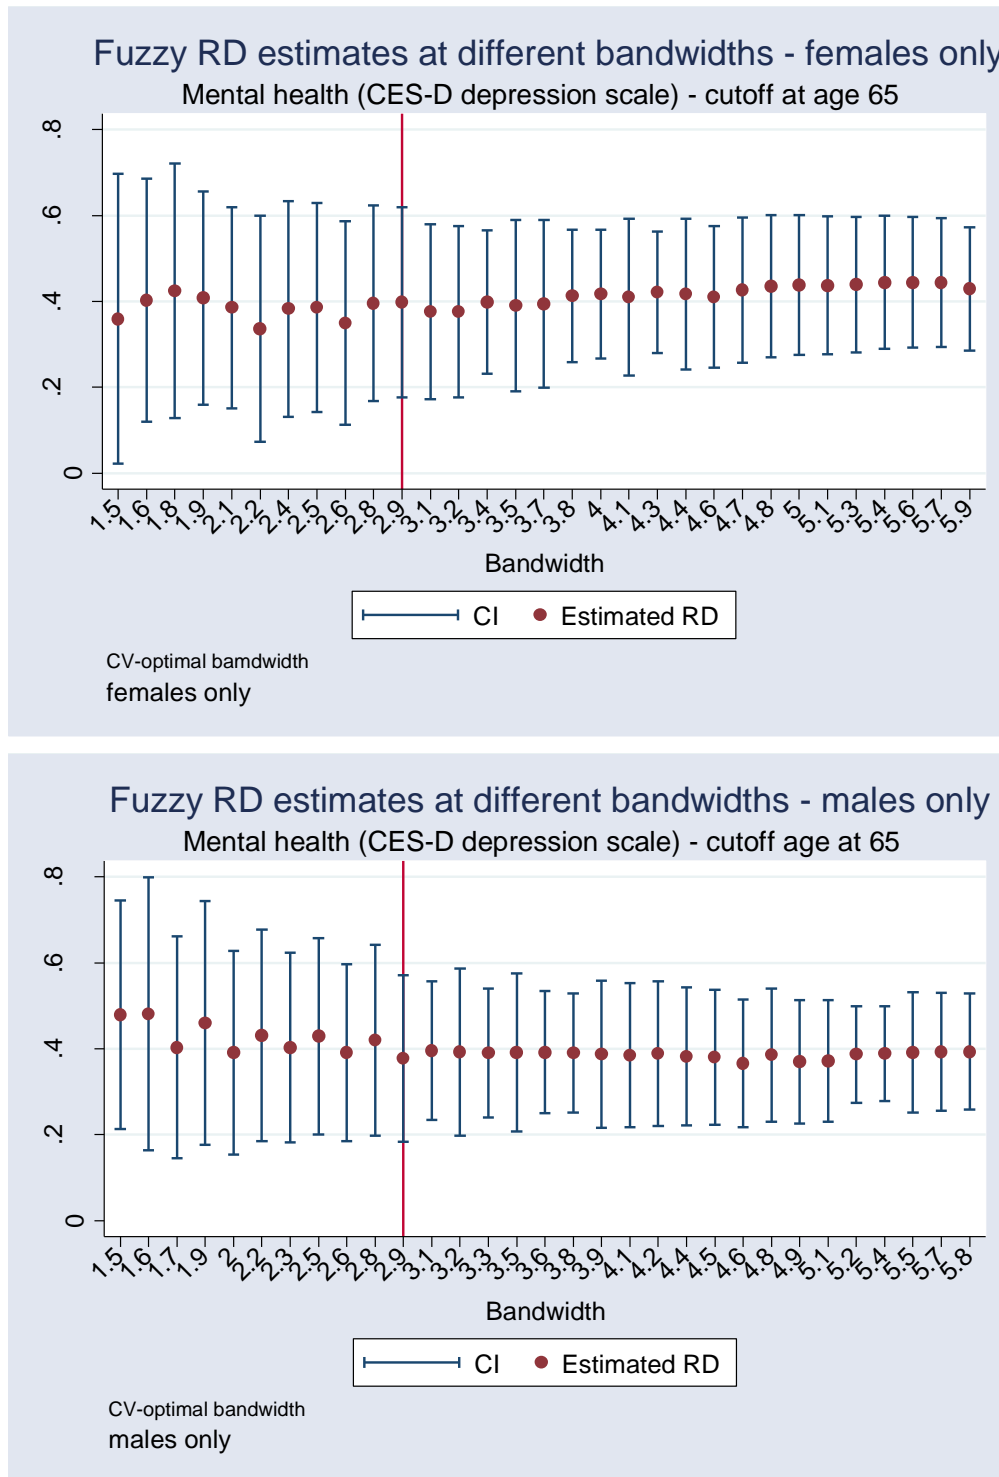 Fuzzy RD estimates at different bandwidths - females only
Mental health (CES-D depression scale) - cutoff at age 65
.8
.6
.4
.2
0
1.5 1.6 1.8 1.9 2.1 2.2 2.4 2.5 2.6 2.8 2.9 3.1 3.2 3.4 3.5 3.7 3.8 4 4.1 4.3 4.4 4.6 4.7 4.8 5 5.1 5.3 5.4 5.6 5.7 5.9
Bandwidth
CI Estimated RD
CV-optimal bamdwidth
females only
Fuzzy RD estimates at different bandwidths - males only
Mental health (CES-D depression scale) - cutoff age at 65
.8
.6
.4
.2
0
1.5 1.6 1.7 1.9 2 2.2 2.3 2.5 2.6 2.8 2.9 3.1 3.2 3.3 3.5 3.6 3.8 3.9 4.1 4.2 4.4 4.5 4.6 4.8 4.9 5.1 5.2 5.4 5.5 5.7 5.8
Bandwidth
CI Estimated RD
CV-optimal bandwidth
males only